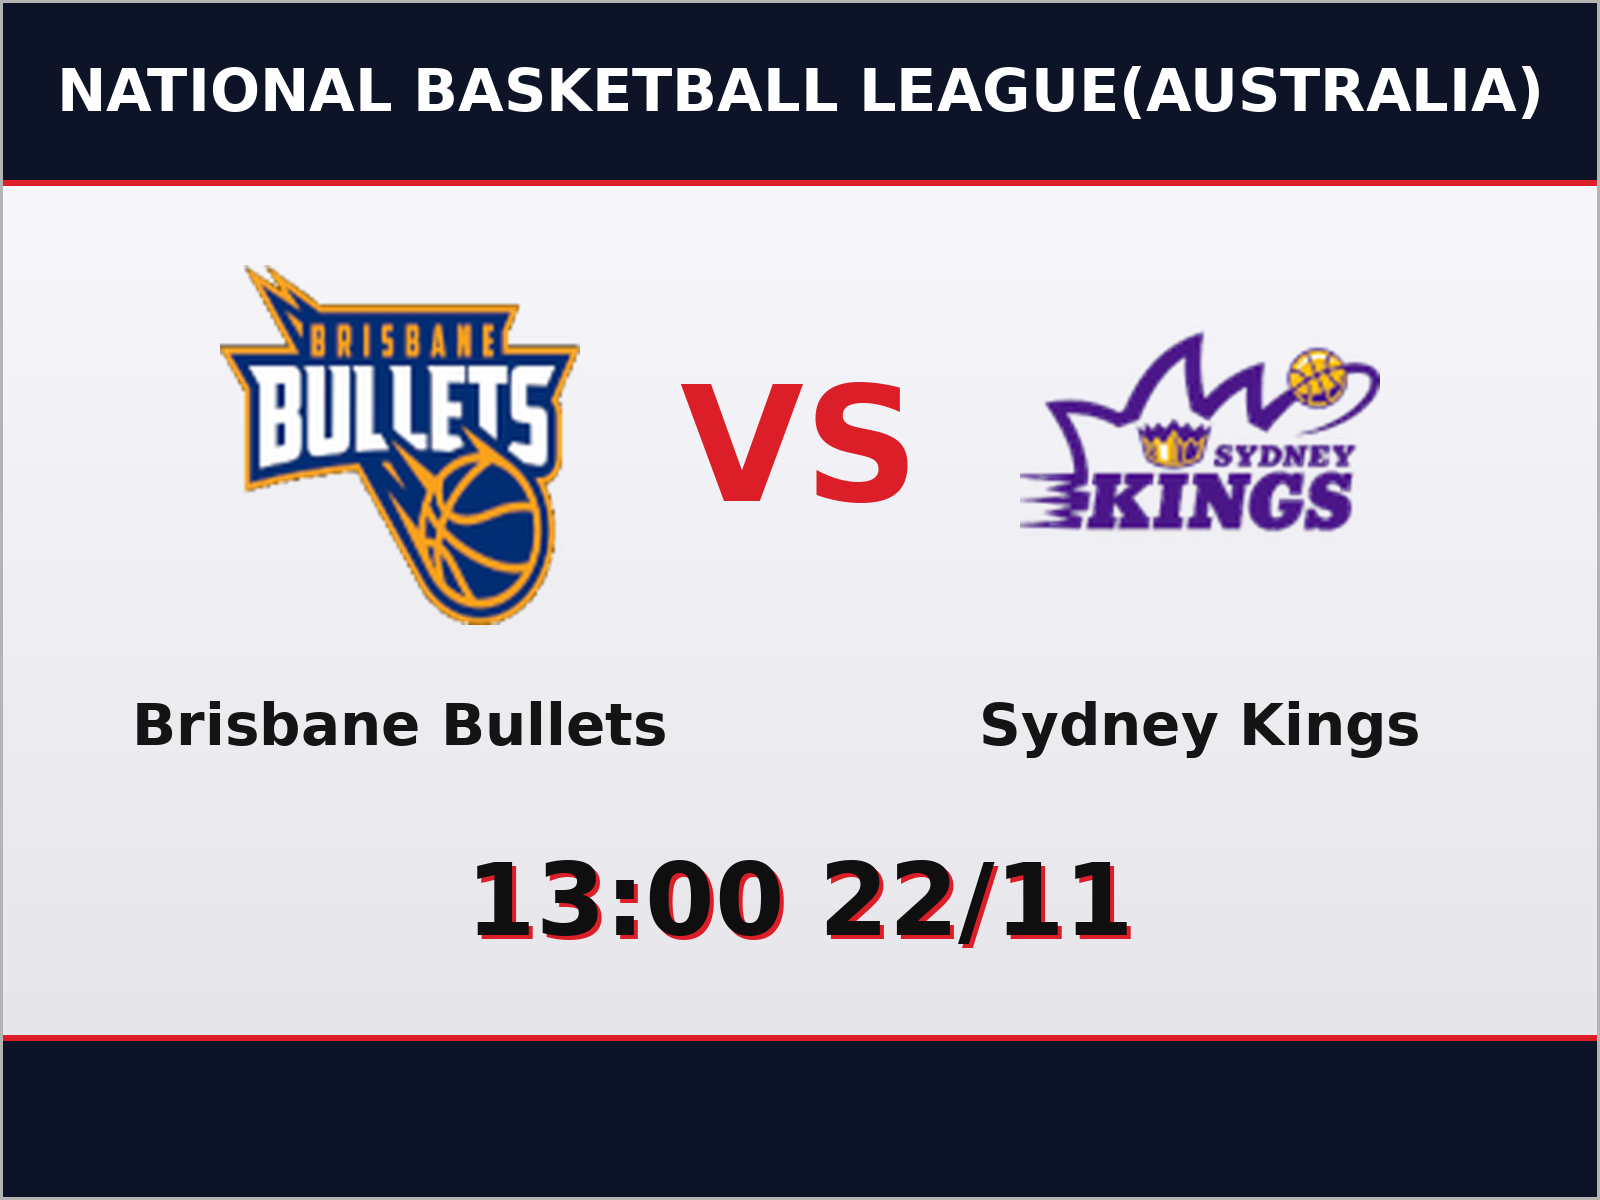 NATIONAL BASKETBALL LEAGUE(AUSTRALIA)
BRISBANE
BULLETS
VS
SYDNEY
KINGS
Brisbane Bullets
Sydney Kings
13:00 22/11